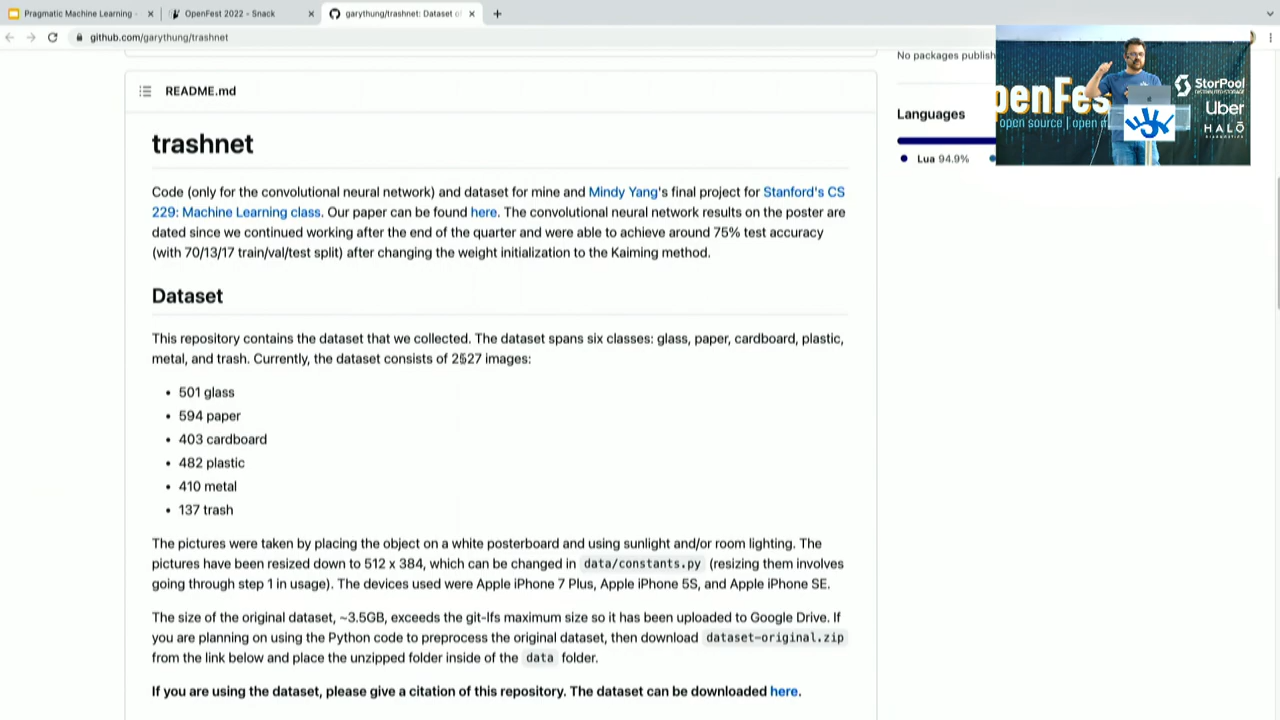 Pragmatic Machine Learning -
OpenFest 2022 - Snack
garythung/trashnet: Dataset of
github.com/garythung/trashnet
No packages publish
README.md
Languages
Lua 94.9%
penFes
open source | open
StorPool
Uber
HALO
trashnet
Code (only for the convolutional neural network) and dataset for mine and Mindy Yang's final project for Stanford's CS
229: Machine Learning class. Our paper can be found here. The convolutional neural network results on the poster are
dated since we continued working after the end of the quarter and were able to achieve around 75% test accuracy
(with 70/13/17 train/val/test split) after changing the weight initialization to the Kaiming method.
Dataset
This repository contains the dataset that we collected. The dataset spans six classes: glass, paper, cardboard, plastic,
metal, and trash. Currently, the dataset consists of 2527 images:
501 glass
594 paper
403 cardboard
482 plastic
410 metal
137 trash
The pictures were taken by placing the object on a white posterboard and using sunlight and/or room lighting. The
pictures have been resized down to 512 x 384, which can be changed in data/constants.py (resizing them involves
going through step 1 in usage). The devices used were Apple iPhone 7 Plus, Apple iPhone 5S, and Apple iPhone SE.
The size of the original dataset, ~3.5GB, exceeds the git-lfs maximum size so it has been uploaded to Google Drive. If
you are planning on using the Python code to preprocess the original dataset, then download dataset-original.zip
from the link below and place the unzipped folder inside of the data folder.
If you are using the dataset, please give a citation of this repository. The dataset can be downloaded here.